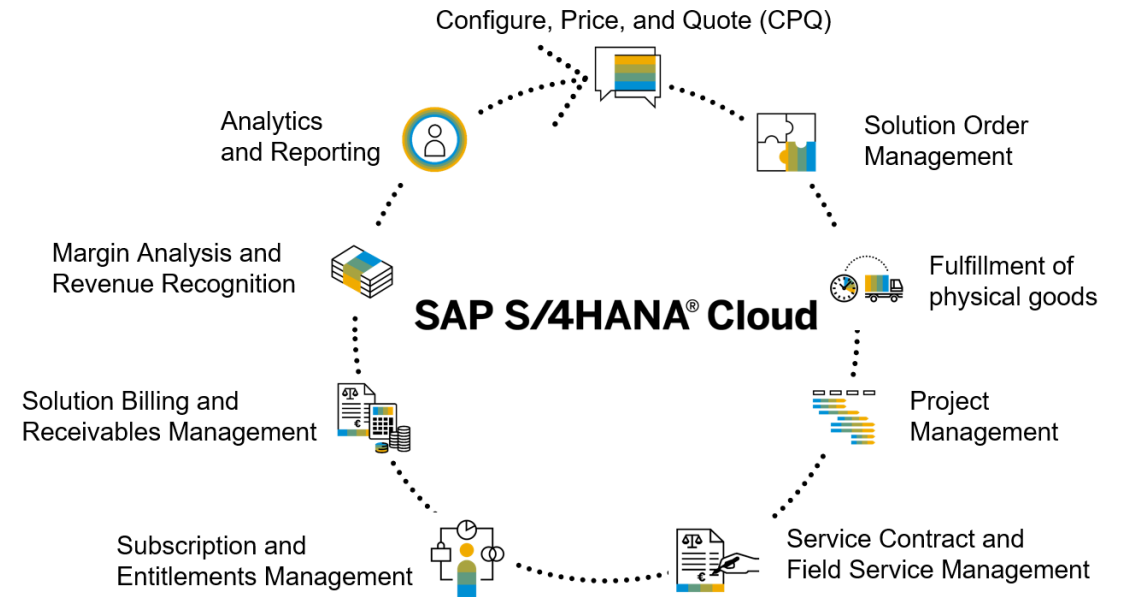 Configure, Price, and Quote (CPQ)
Analytics
and Reporting
Solution Order
Management
Margin Analysis and
Revenue Recognition
Fulfillment of
physical goods
SAP S/4HANA® Cloud
Solution Billing and
Receivables Management
€
Project
Management
Subscription and
Entitlements Management
Service Contract and
Field Service Management
€